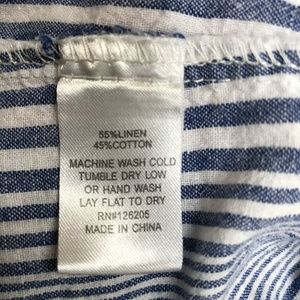 55%LINEN
45%COTTON
MACHINE WASH COLD
TUMBLE DRY LOW
OR HAND WASH
LAY FLAT TO DRY
RN#126205
MADE IN CHINA